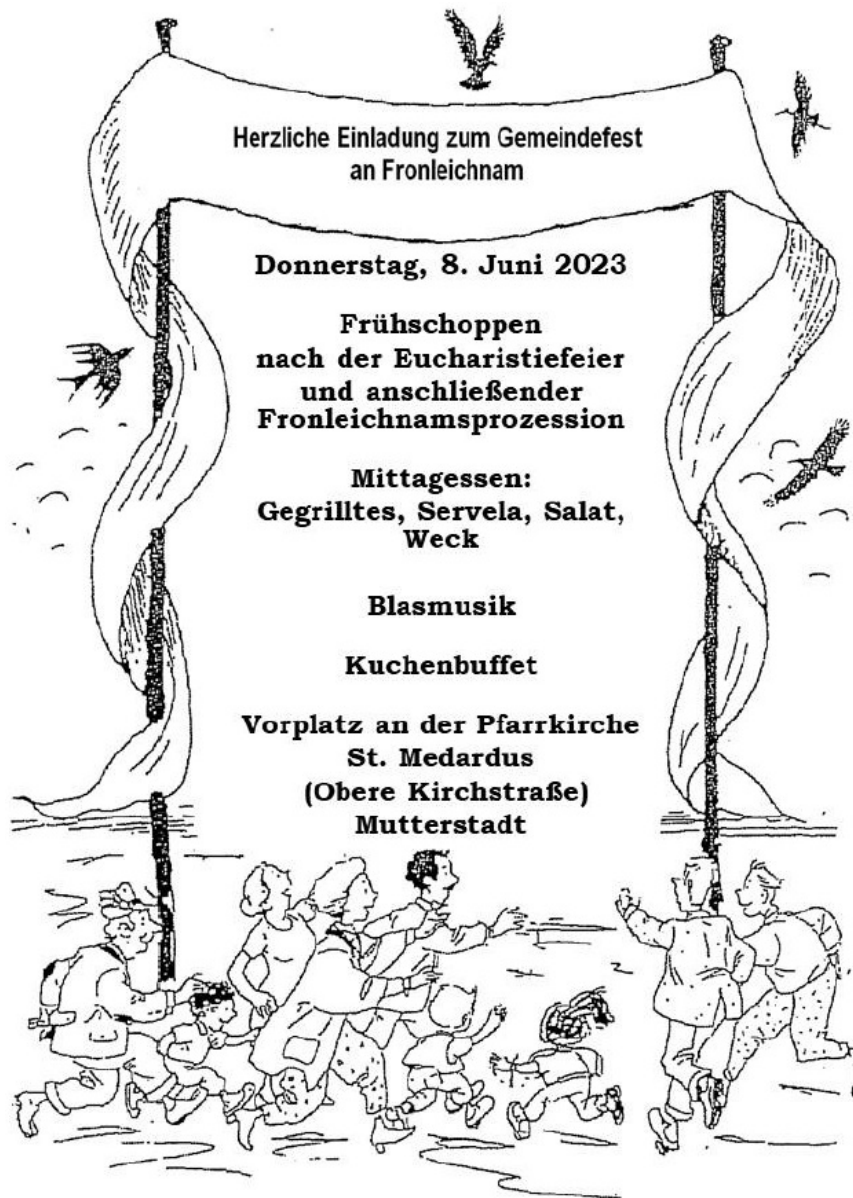 Herzliche Einladung zum Gemeindefest
an Fronleichnam
Donnerstag, 8. Juni 2023
Frühschoppen
nach der Eucharistiefeier
und anschließender
Fronleichnamsprozession
Mittagessen:
Gegrilltes, Servela, Salat,
Weck
Blasmusik
Kuchenbuffet
Vorplatz an der Pfarrkirche
St. Medardus
(Obere Kirchstraße)
Mutterstadt